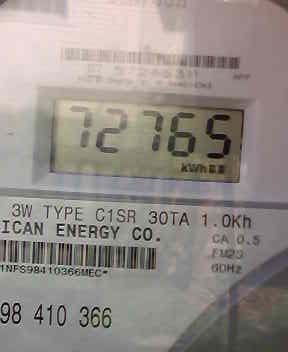 72765
kWh
3W TYPE C1SR 30TA 1.0Kh
ICAN ENERGY CO.
CA 0.5
FM2S
60Hz
1NFS98410366MEC*
98 410 366